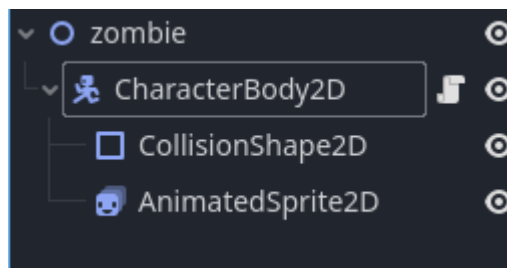 zombie
CharacterBody2D
CollisionShape2D
AnimatedSprite2D